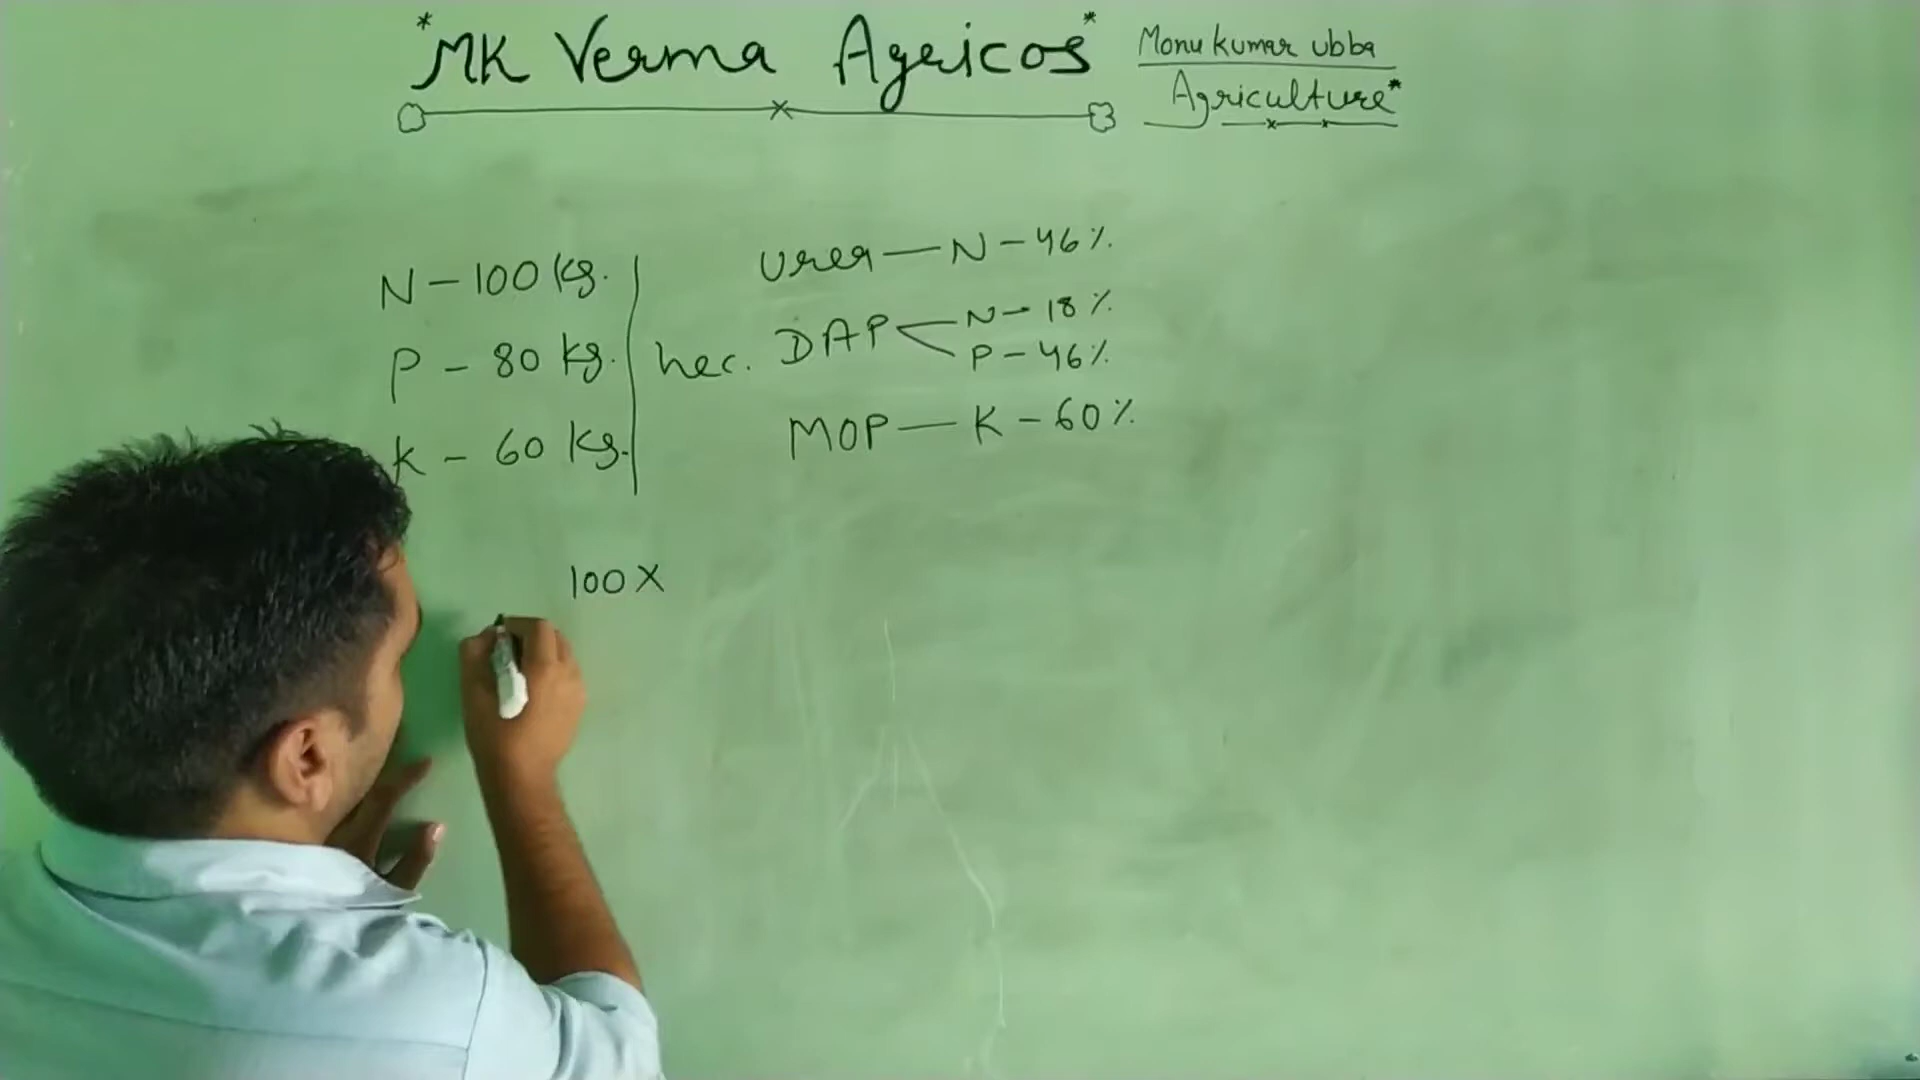 *MK Verma Agricos*
Monu kumar ubba
Agriculture*
N - 100 kg.
P - 80 kg.
K - 60 kg.
hec.
Urea — N - 46%.
DAP
N - 18%.
P - 46%.
MOP — K - 60%.
100 X